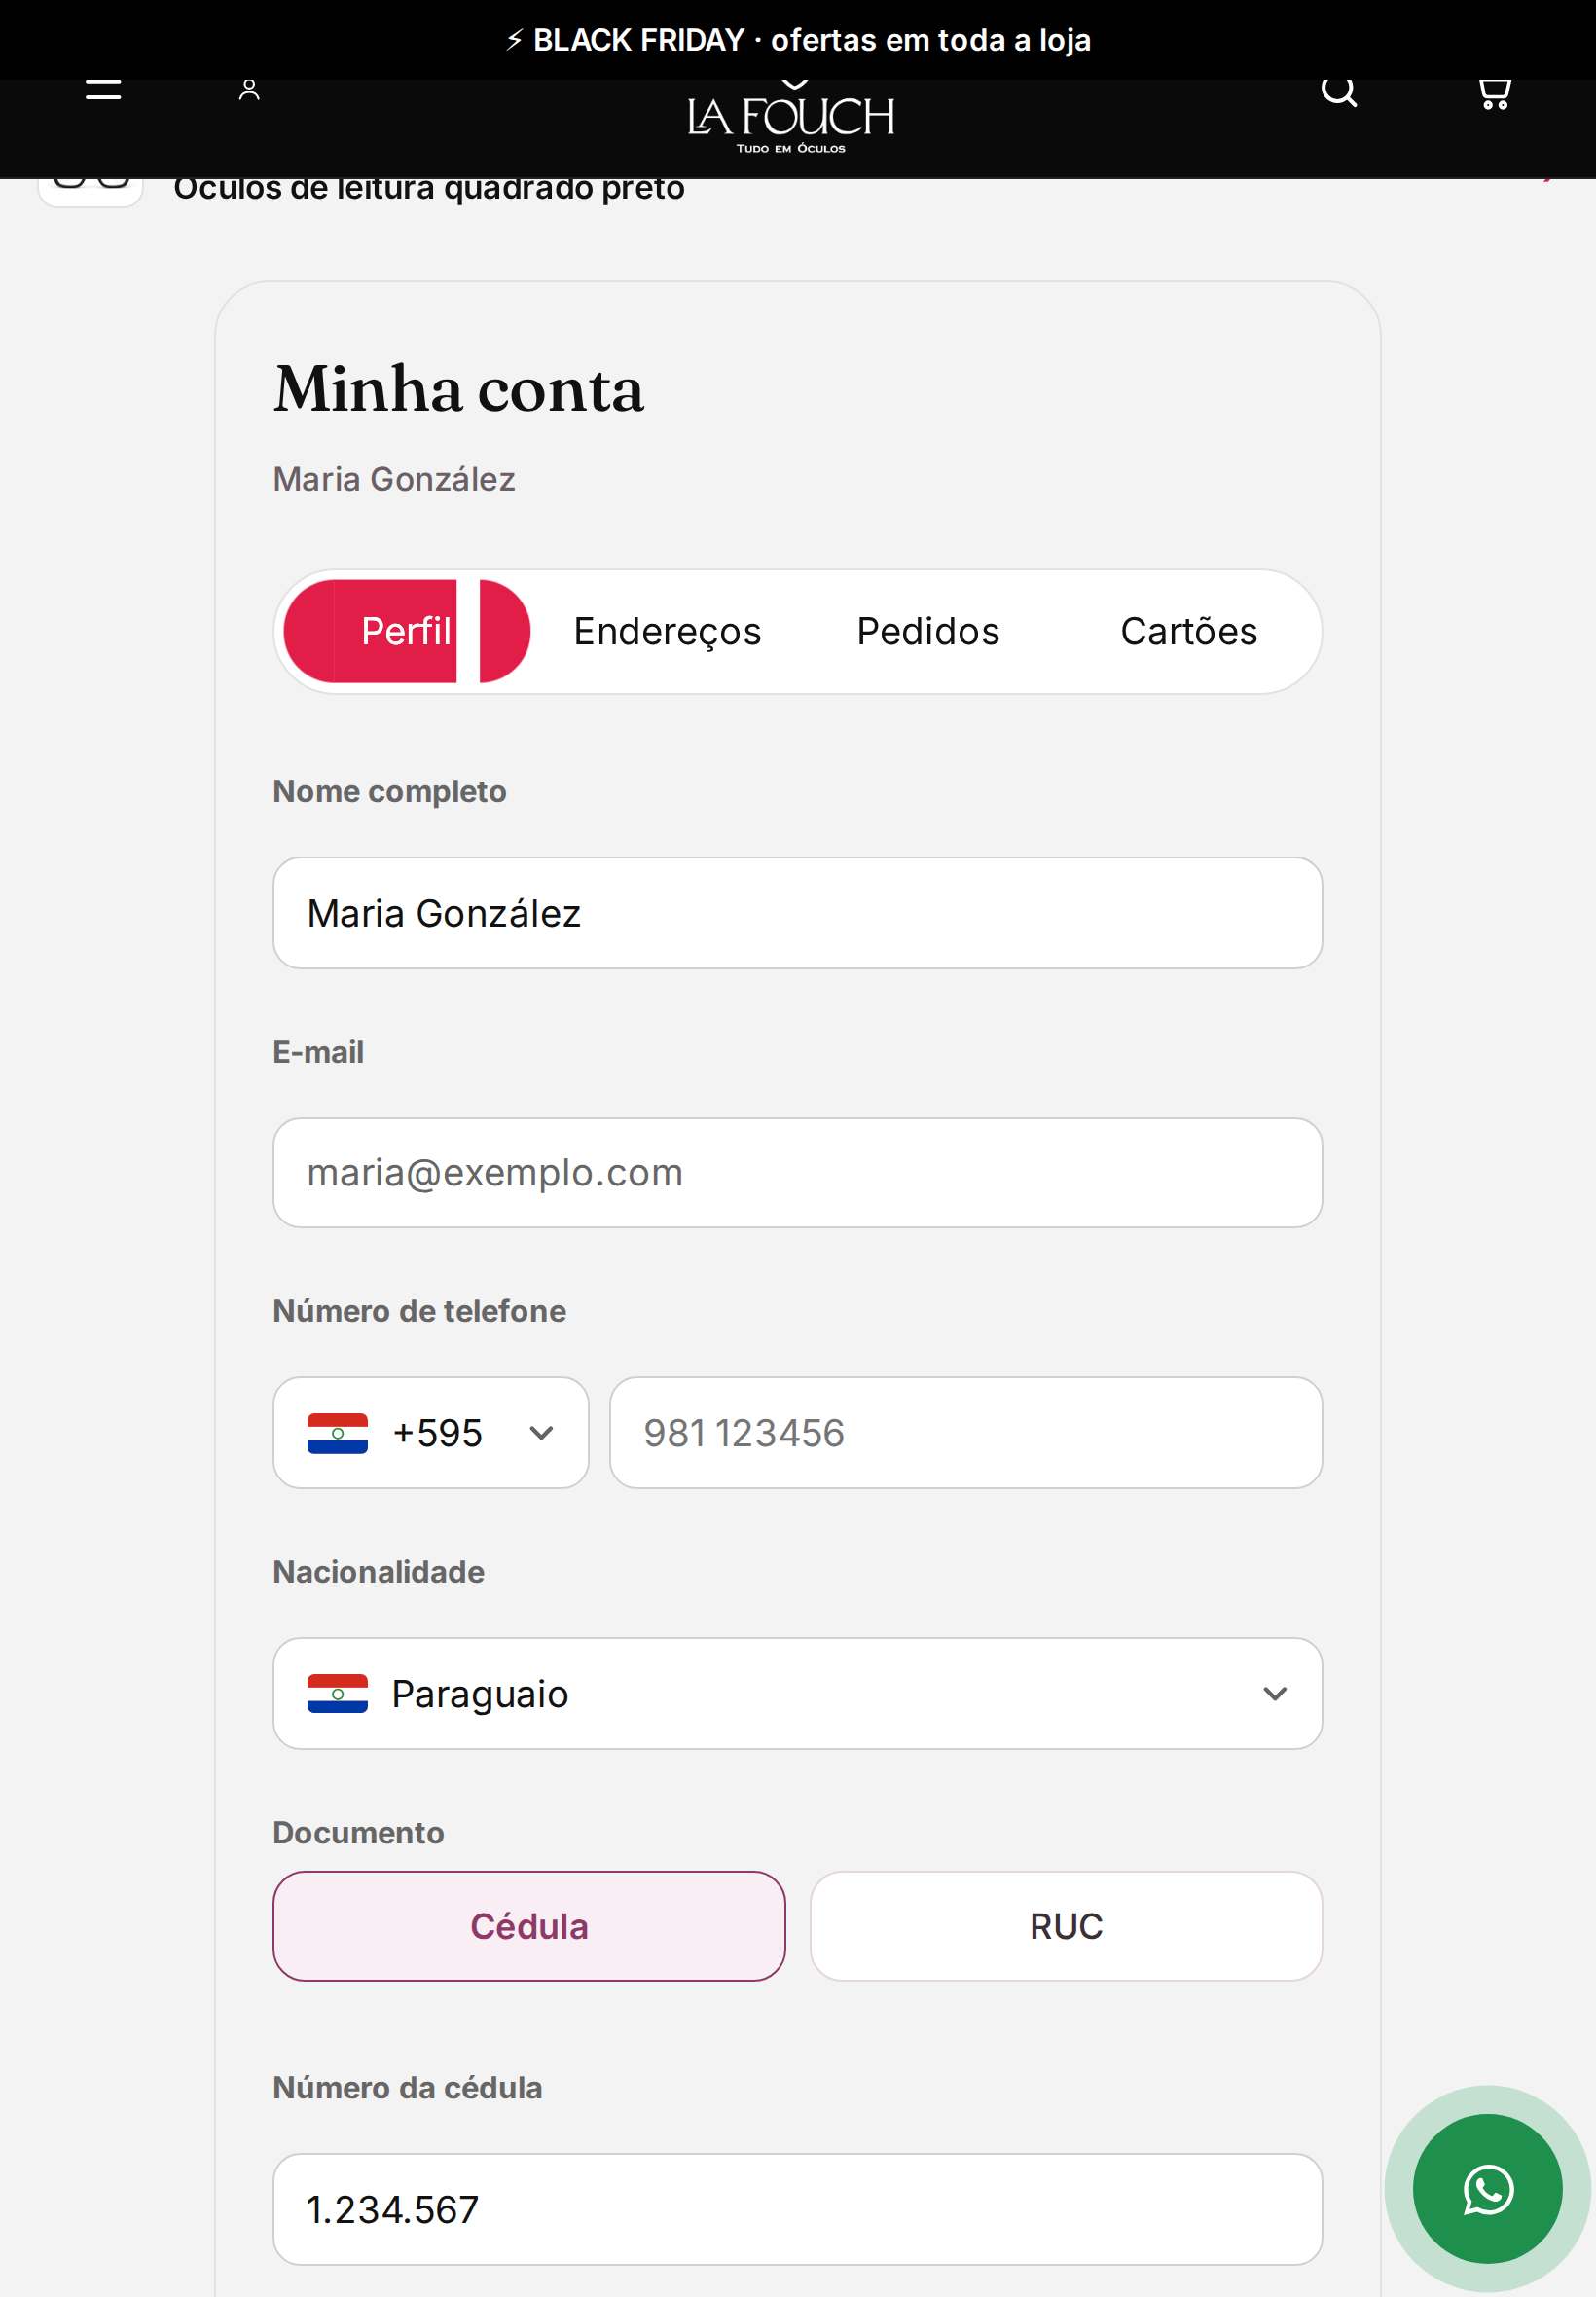 ⚡ BLACK FRIDAY · ofertas em toda a loja
LA FOUCH
Tudo em Óculos
Óculos de leitura quadrado preto
Minha conta
Maria González
Perfil
Endereços
Pedidos
Cartões
Nome completo
Maria González
E-mail
maria@exemplo.com
Número de telefone
+595
981 123456
Nacionalidade
Paraguaio
Documento
Cédula
RUC
Número da cédula
1.234.567